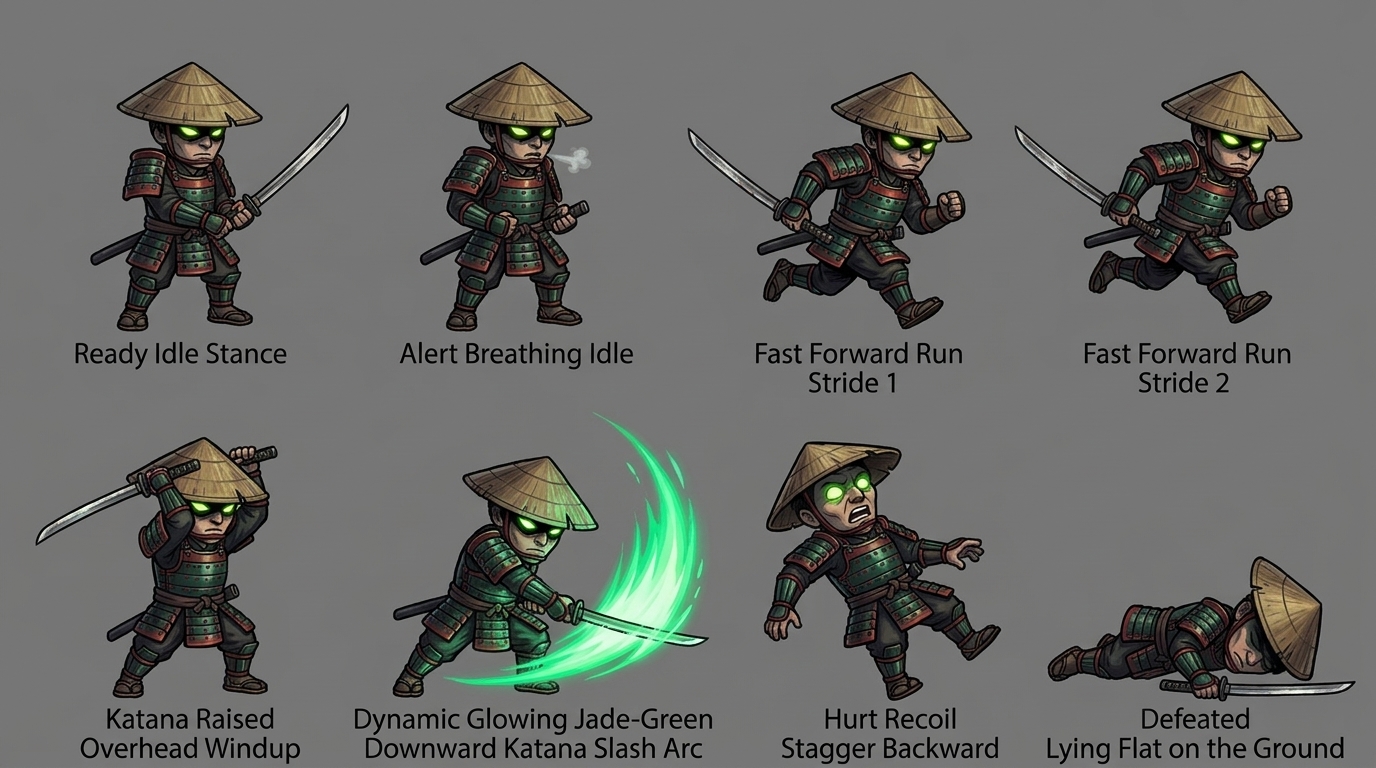 Ready Idle Stance
Alert Breathing Idle
Fast Forward Run
Stride 1
Fast Forward Run
Stride 2
Katana Raised
Overhead Windup
Dynamic Glowing Jade-Green
Downward Katana Slash Arc
Hurt Recoil
Stagger Backward
Defeated
Lying Flat on the Ground